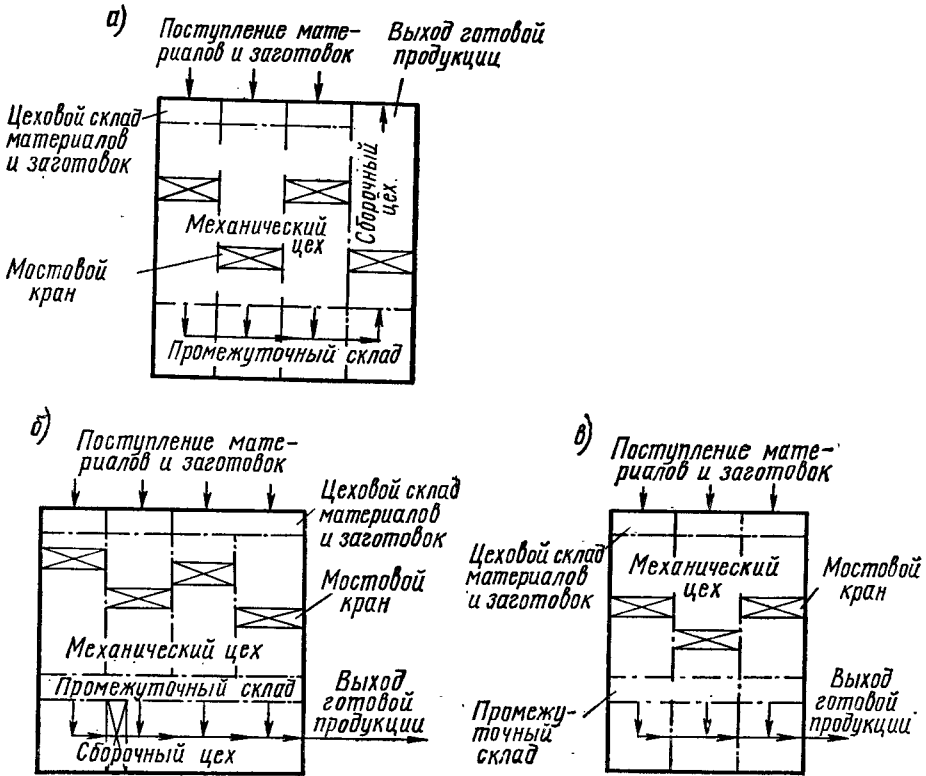 а)
Поступление мате-
риалов и заготовок
Выход готовой
продукции
Цеховой склад
материалов
и заготовок
Сборочный
цех.
Механический
цех
Мостовой
кран
Промежуточный склад
б)
Поступление мате-
риалов и заготовок
Цеховой склад
материалов
и заготовок
Мостовой
кран
Механический цех
Промежуточный склад
Выход
готовой
продукции
Сборочный цех
в)
Поступление мате-
риалов и заготовок
Цеховой склад
материалов
и заготовок
Механический
цех
Мостовой
кран
Промежу-
точный
склад
Выход
готовой
продукции